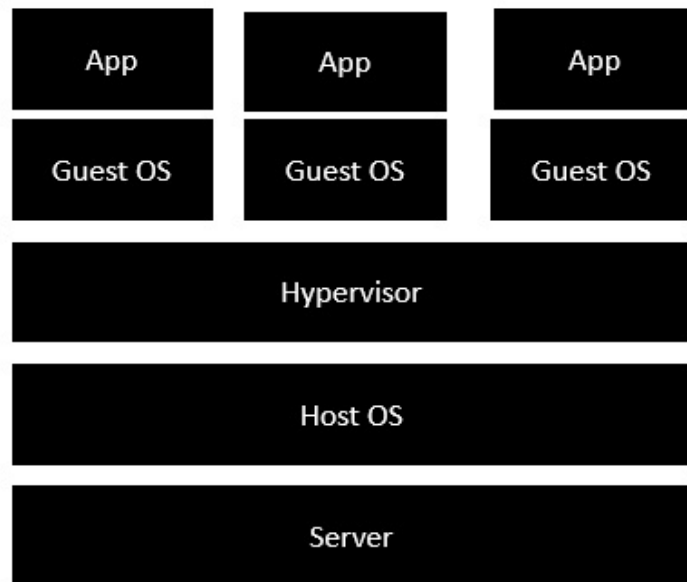 App App App
Guest OS Guest OS Guest OS
Hypervisor
Host OS
Server